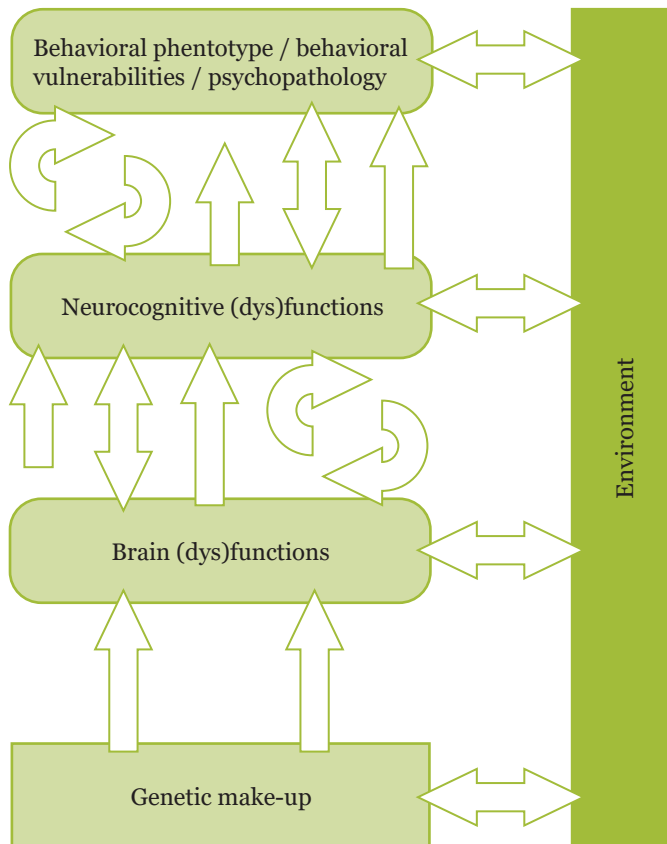 Behavioral phentotype / behavioral
vulnerabilities / psychopathology
Neurocognitive (dys)functions
Brain (dys)functions
Genetic make-up
Environment